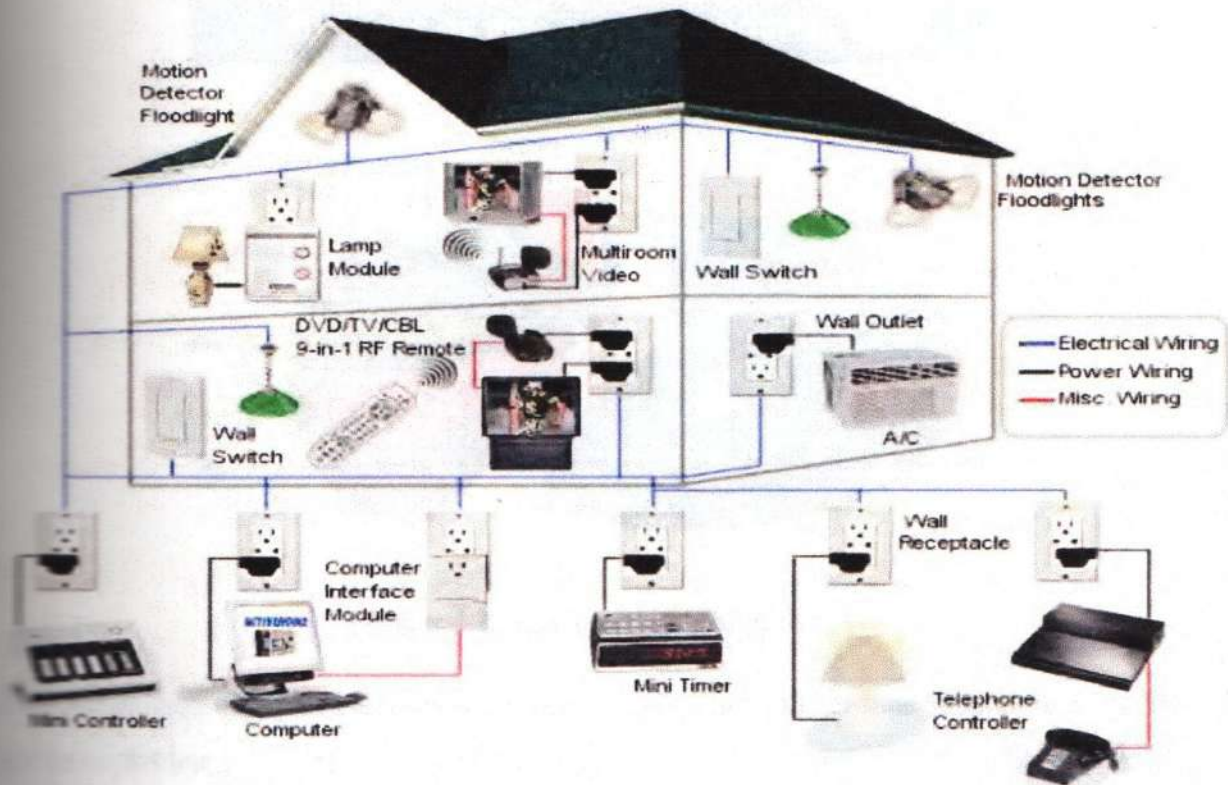 Motion
Detector
Floodlight
Motion Detector
Floodlights
Lamp
Module
Multiroom
Video
Wall Switch
DVD/TV/CBL
9-in-1 RF Remote
Wall Outlet
Electrical Wiring
Power Wiring
Misc. Wiring
Wall
Switch
A/C
Wall
Receptacle
Computer
Interface
Module
Mini Timer
Telephone
Controller
Mini Controller
Computer